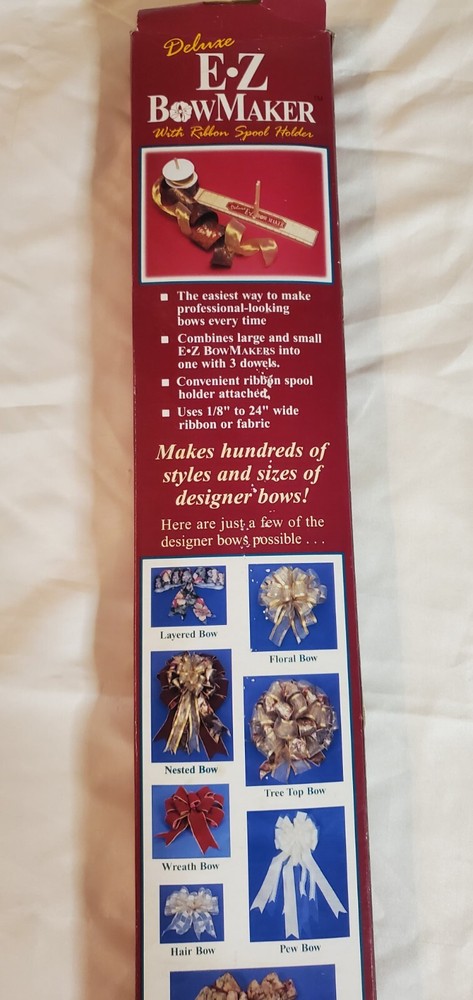 Deluxe
E•Z
BOWMAKER
With Ribbon Spool Holder
Deluxe E•Z BOW MAKER
■ The easiest way to make
professional-looking
bows every time
■ Combines large and small
E•Z BOWMAKERS into
one with 3 dowels.
■ Convenient ribbon spool
holder attached.
■ Uses 1/8" to 24" wide
ribbon or fabric
Makes hundreds of
styles and sizes of
designer bows!
Here are just a few of the
designer bows possible . . .
Layered Bow
Floral Bow
Nested Bow
Tree Top Bow
Wreath Bow
Hair Bow
Pew Bow